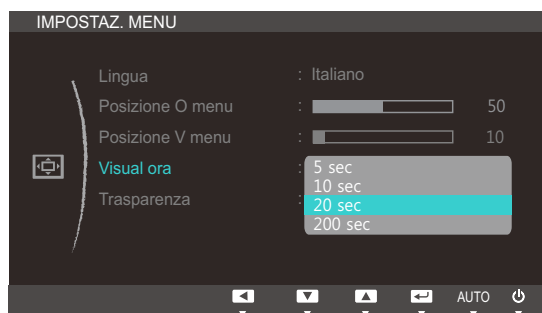 IMPOSTAZ. MENU
Lingua : Italiano
Posizione O menu : 50
Posizione V menu : 10
Visual ora : 5 sec
10 sec
Trasparenza : 20 sec
200 sec
AUTO